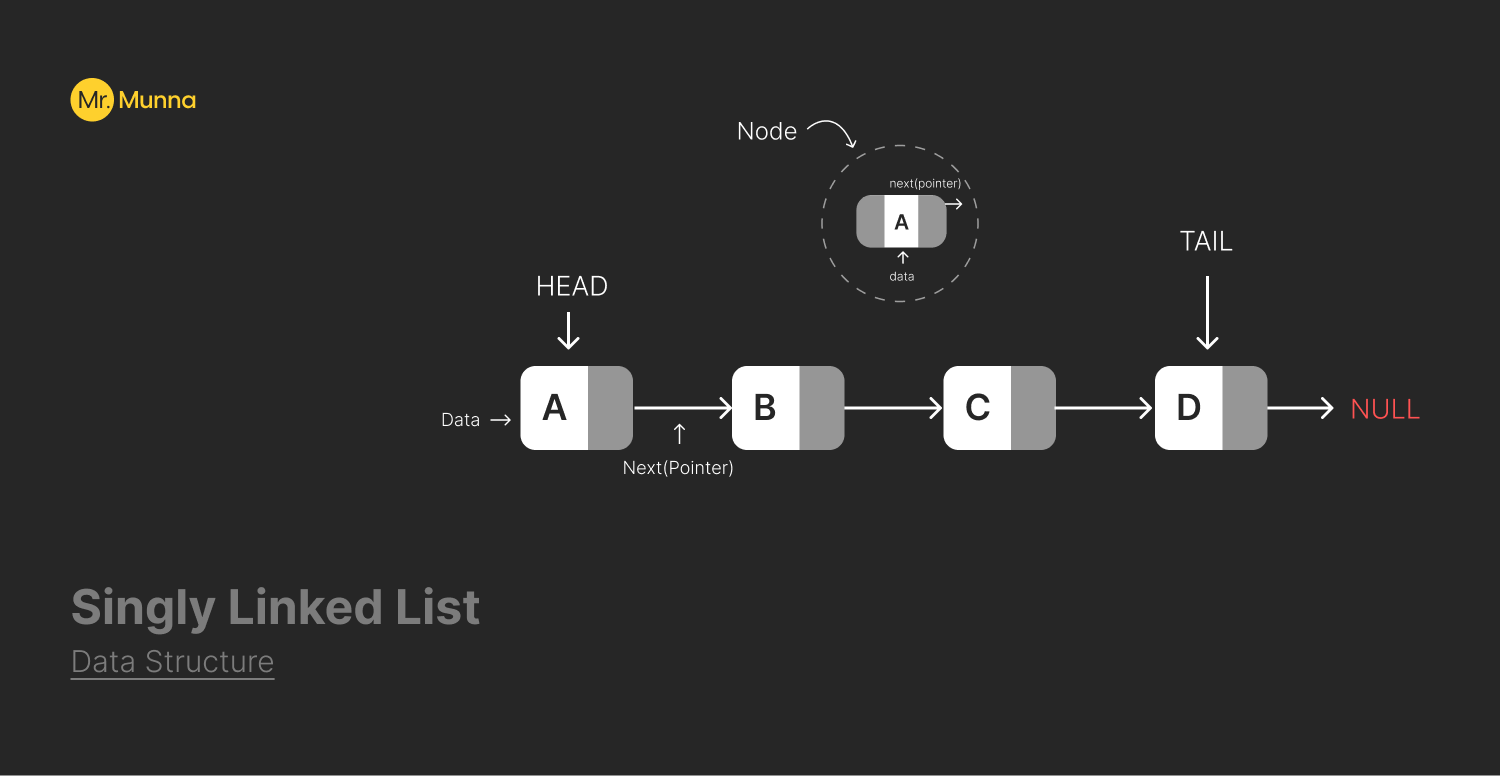 Mr. Munna
Node
next(pointer)
A
data
TAIL
HEAD
A
B
C
D
NULL
Data
Next(Pointer)
Singly Linked List
Data Structure